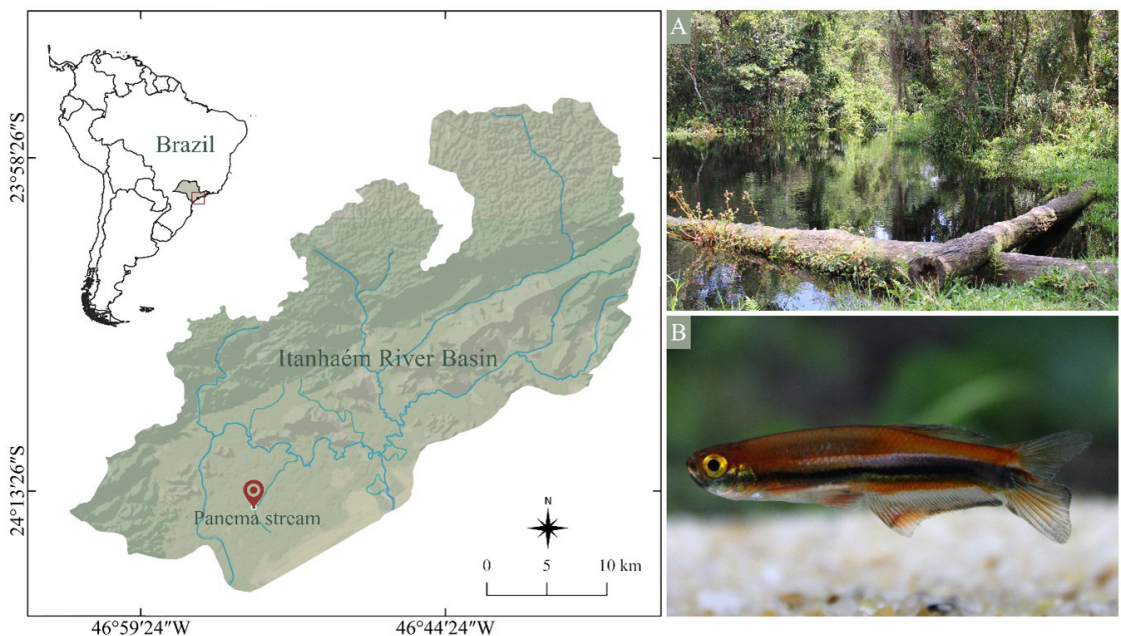 Brazil
23°58'26"S
Itanhaém River Basin
24°13'26"S
Panema stream
N
0 5 10 km
46°59'24"W 46°44'24"W
A
B